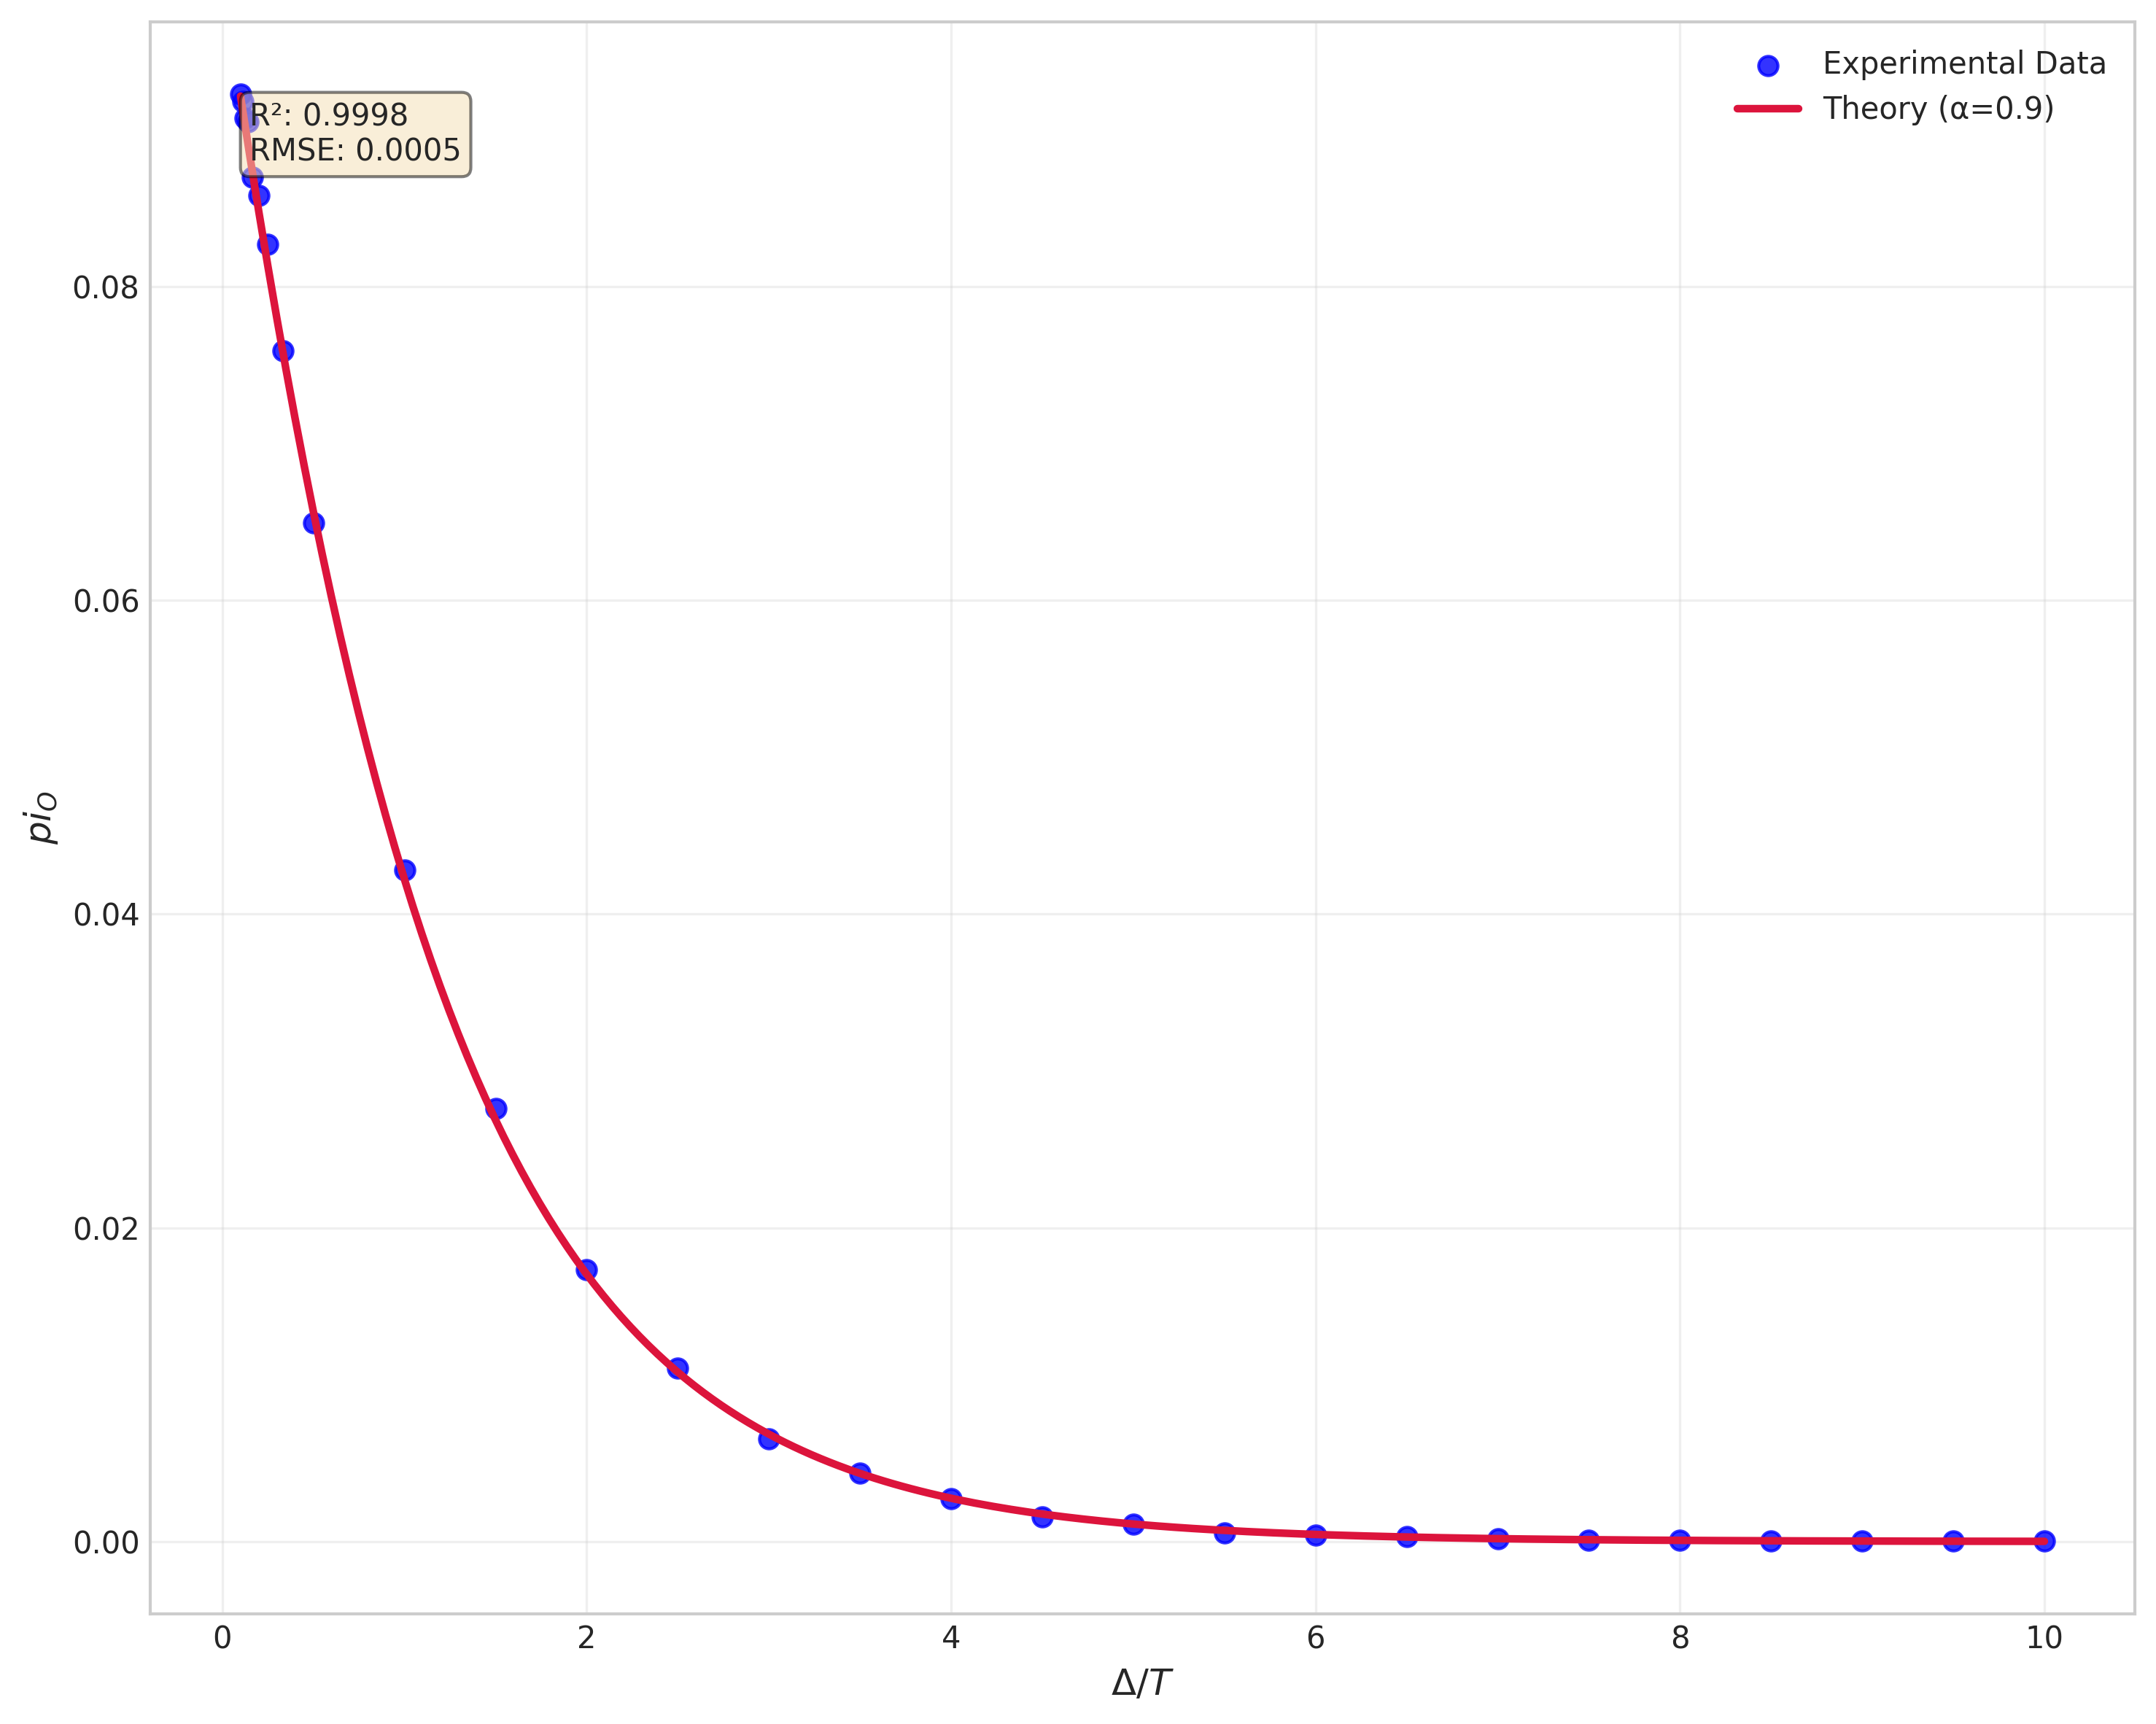 Experimental Data
Theory (α=0.9)
R²: 0.9998
RMSE: 0.0005
0.08
0.06
0.04
0.02
0.00
pi_O
0 2 4 6 8 10
Δ/T